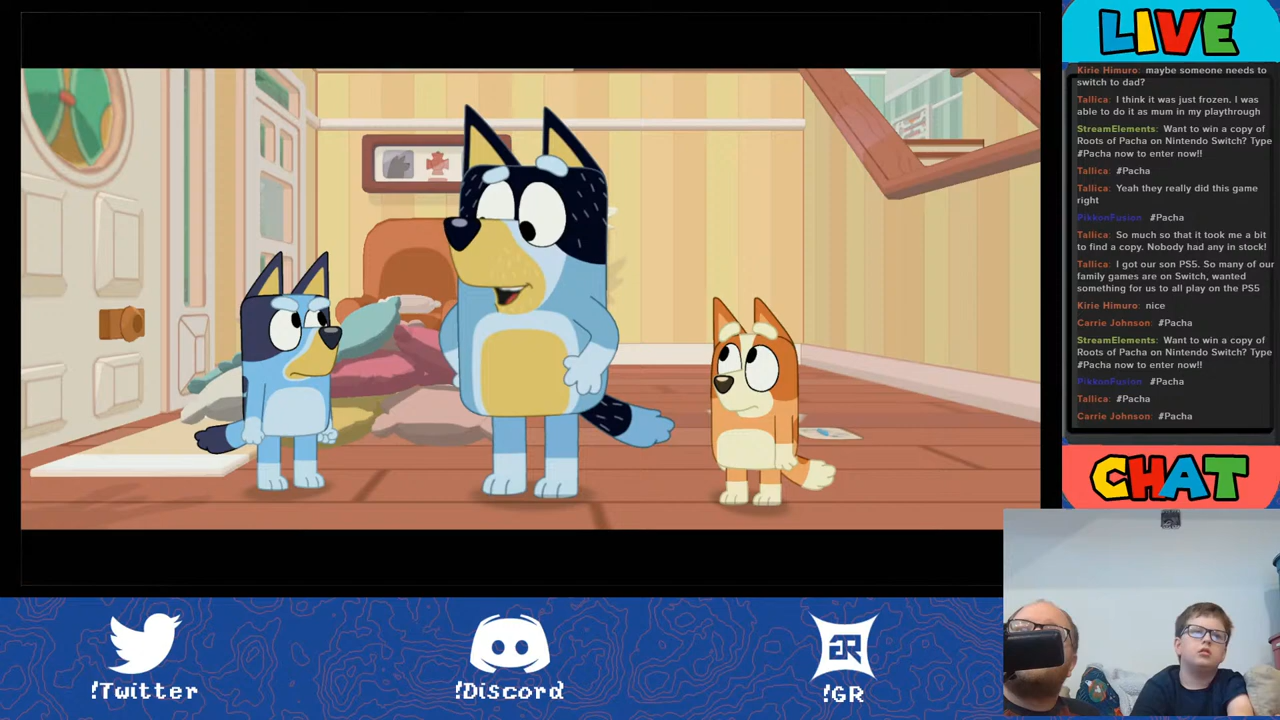 LIVE
Kirie Himuro: maybe someone needs to
switch to dad?
Tallica: I think it was just frozen. I was
able to do it as mum in my playthrough
StreamElements: Want to win a copy of
Roots of Pacha on Nintendo Switch? Type
#Pacha now to enter now!!
Tallica: #Pacha
Tallica: Yeah they really did this game
right
PikkonFusion #Pacha
Tallica: So much so that it took me a bit
to find a copy. Nobody had any in stock!
Tallica: I got our son PS5. So many of our
family games are on Switch, wanted
something for us to all play on the PS5
Kirie Himuro: nice
Carrie Johnson: #Pacha
StreamElements: Want to win a copy of
Roots of Pacha on Nintendo Switch? Type
#Pacha now to enter now!!
PikkonFusion #Pacha
Tallica: #Pacha
Carrie Johnson: #Pacha
CHAT
GR
!Twitter
!Discord
!GR